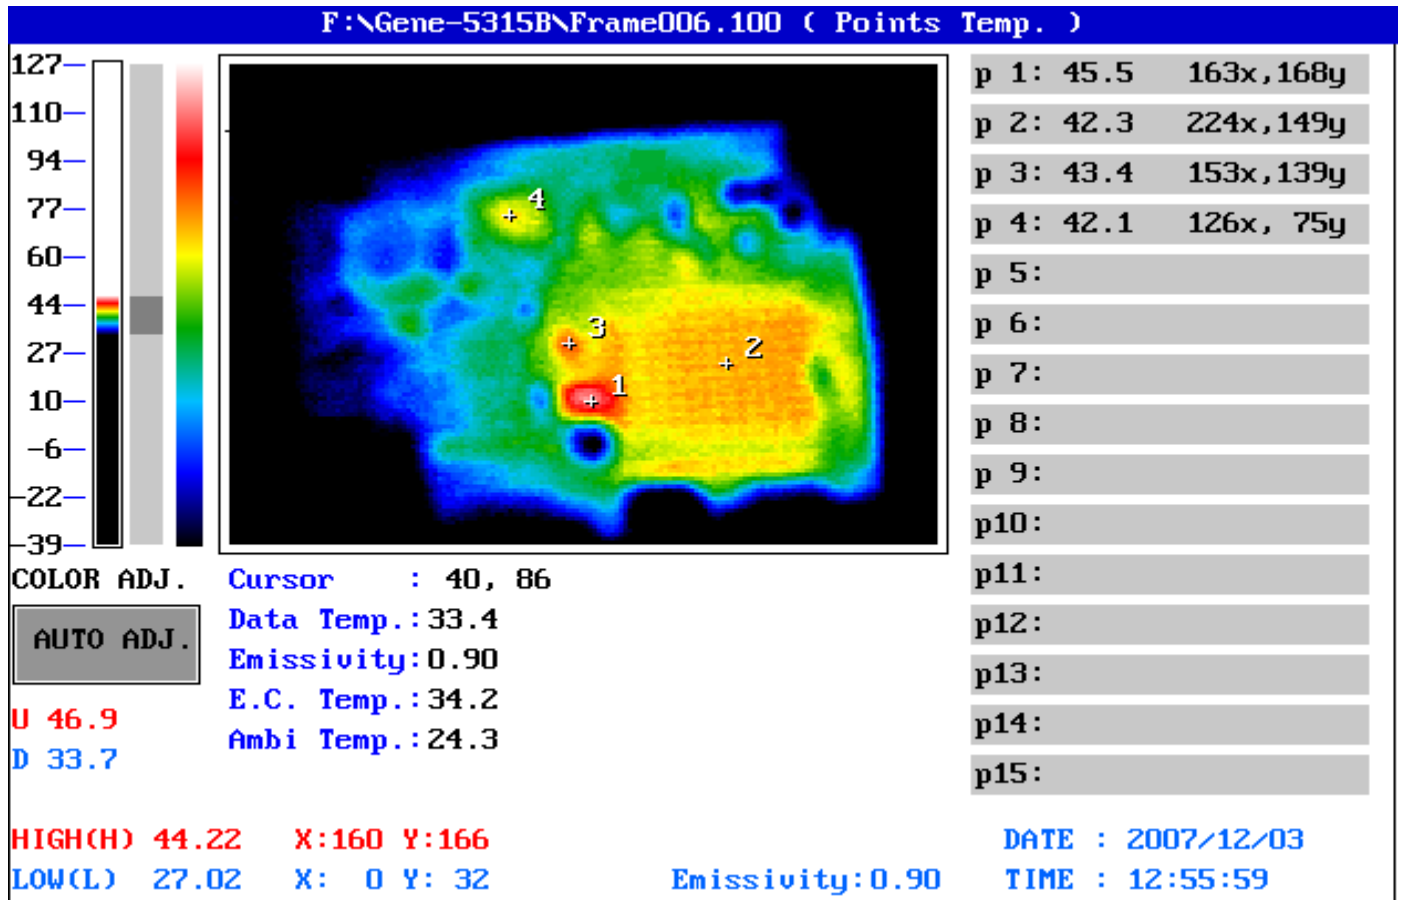 F:\Gene-5315B\Frame006.100 ( Points Temp. )
127
110
94
77
60
44
27
10
-6
-22
-39
4
3
2
1
p 1: 45.5 163x,168y
p 2: 42.3 224x,149y
p 3: 43.4 153x,139y
p 4: 42.1 126x, 75y
p 5:
p 6:
p 7:
p 8:
p 9:
p10:
p11:
p12:
p13:
p14:
p15:
COLOR ADJ.
AUTO ADJ.
U 46.9
D 33.7
Cursor : 40, 86
Data Temp.:33.4
Emissivity:0.90
E.C. Temp.:34.2
Ambi Temp.:24.3
HIGH(H) 44.22 X:160 Y:166
LOW(L) 27.02 X: 0 Y: 32
Emissivity:0.90
DATE : 2007/12/03
TIME : 12:55:59